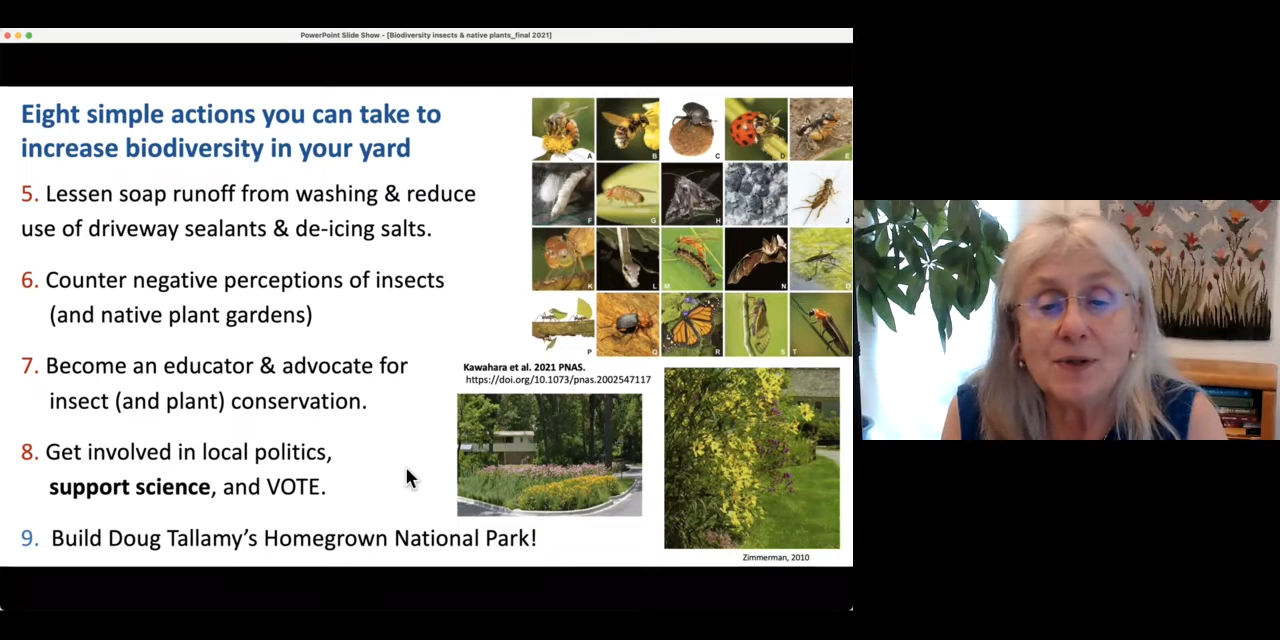 PowerPoint Slide Show - [Biodiversity insects & native plants_final 2021]
Eight simple actions you can take to
increase biodiversity in your yard
5. Lessen soap runoff from washing & reduce
use of driveway sealants & de-icing salts.
6. Counter negative perceptions of insects
(and native plant gardens)
7. Become an educator & advocate for
insect (and plant) conservation.
8. Get involved in local politics,
support science, and VOTE.
9. Build Doug Tallamy's Homegrown National Park!
A B C D E
F G H J
K L M N O
P Q R S T
Kawahara et al. 2021 PNAS.
https://doi.org/10.1073/pnas.2002547117
Zimmerman, 2010